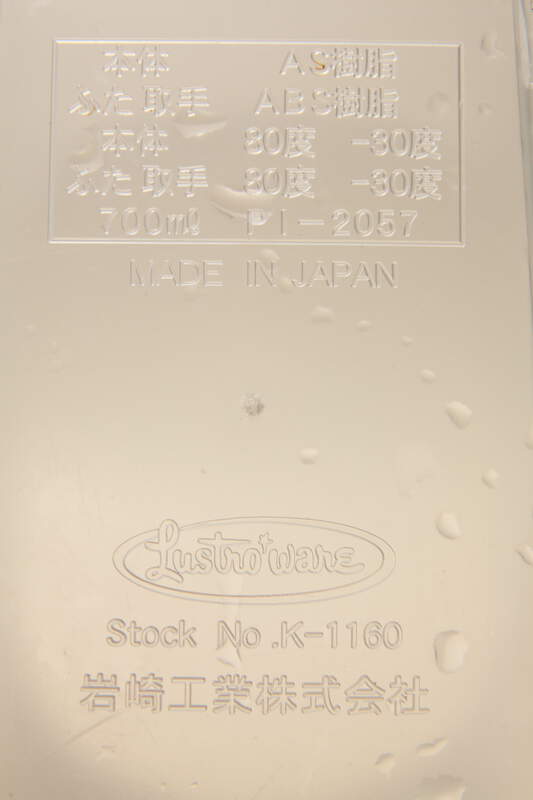 本体 AS樹脂
ふた取手 ABS樹脂
本体 80度 -30度
ふた取手 80度 -30度
700ml PI-2057
MADE IN JAPAN
Lustro ware
Stock No.K-1160
岩崎工業株式会社